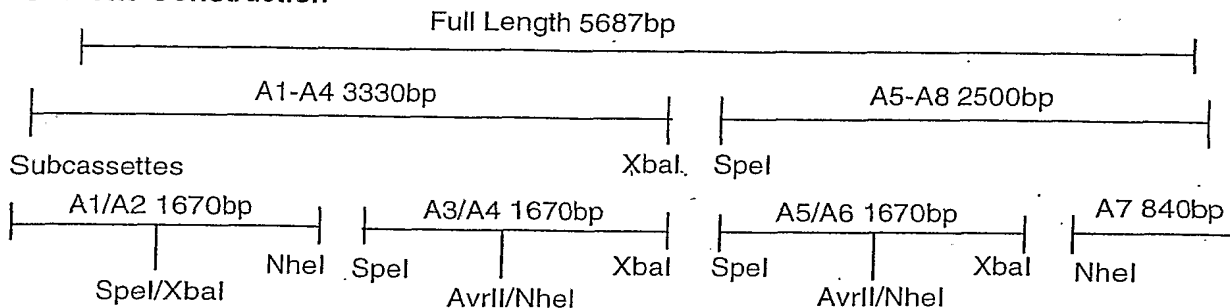 Construction
Full Length 5687bp
A1-A4 3330bp A5-A8 2500bp
Subcassettes XbaI SpeI
A1/A2 1670bp A3/A4 1670bp A5/A6 1670bp A7 840bp
NheI SpeI XbaI SpeI XbaI NheI
SpeI/XbaI AvrII/NheI AvrII/NheI